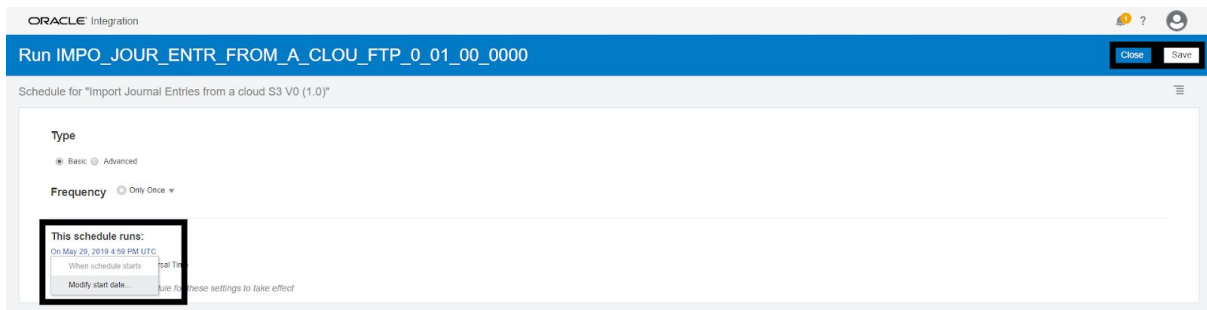 ORACLE Integration
1 ?
Run IMPO_JOUR_ENTR_FROM_A_CLOU_FTP_0_01_00_0000
Close Save
Schedule for "Import Journal Entries from a cloud S3 V0 (1.0)"
Type
Basic Advanced
Frequency Only Once
This schedule runs:
On May 29, 2019 4:59 PM UTC
When schedule starts
Modify start date... these settings to take effect